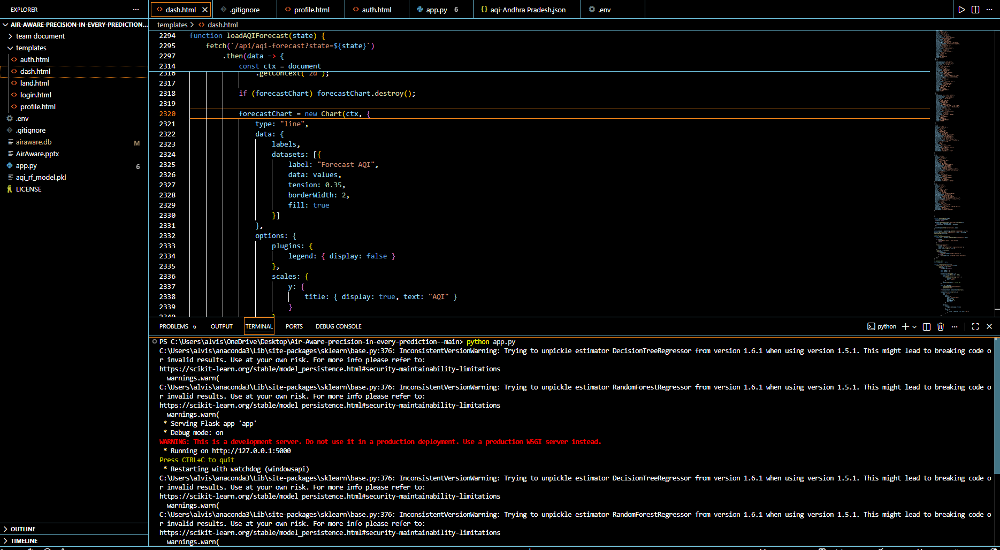 EXPLORER
dash.html
.gitignore
profile.html
auth.html
app.py 6
{} aqi-Andhra Pradesh.json
.env
AIR-AWARE-PRECISION-IN-EVERY-PREDICTION...
team document
templates
auth.html
dash.html
land.html
login.html
profile.html
.env
.gitignore
airaware.db M
AirAware.pptx
app.py 6
aqi_rf_model.pkl
LICENSE
OUTLINE
TIMELINE
templates > dash.html
2294 function loadAQIForecast(state) {
2295 fetch(`/api/aqi-forecast?state=${state}`)
2297 .then(data => {
2314 const ctx = document
2316 .getContext("2d");
2317
2318 if (forecastChart) forecastChart.destroy();
2319
2320 forecastChart = new Chart(ctx, {
2321 type: "line",
2322 data: {
2323 labels,
2324 datasets: [{
2325 label: "Forecast AQI",
2326 data: values,
2327 tension: 0.35,
2328 borderWidth: 2,
2329 fill: true
2330 }]
2331 },
2332 options: {
2333 plugins: {
2334 legend: { display: false }
2335 },
2336 scales: {
2337 y: {
2338 title: { display: true, text: "AQI" }
2339 }
2340 }
PROBLEMS 6 OUTPUT TERMINAL PORTS DEBUG CONSOLE
python
PS C:\Users\alvis\OneDrive\Desktop\Air-Aware-precision-in-every-prediction--main> python app.py
C:\Users\alvis\anaconda3\Lib\site-packages\sklearn\base.py:376: InconsistentVersionWarning: Trying to unpickle estimator DecisionTreeRegressor from version 1.6.1 when using version 1.5.1. This might lead to breaking code o
r invalid results. Use at your own risk. For more info please refer to:
https://scikit-learn.org/stable/model_persistence.html#security-maintainability-limitations
warnings.warn(
C:\Users\alvis\anaconda3\Lib\site-packages\sklearn\base.py:376: InconsistentVersionWarning: Trying to unpickle estimator RandomForestRegressor from version 1.6.1 when using version 1.5.1. This might lead to breaking code o
r invalid results. Use at your own risk. For more info please refer to:
https://scikit-learn.org/stable/model_persistence.html#security-maintainability-limitations
warnings.warn(
* Serving Flask app 'app'
* Debug mode: on
WARNING: This is a development server. Do not use it in a production deployment. Use a production WSGI server instead.
* Running on http://127.0.0.1:5000
Press CTRL+C to quit
* Restarting with watchdog (windowsapi)
C:\Users\alvis\anaconda3\Lib\site-packages\sklearn\base.py:376: InconsistentVersionWarning: Trying to unpickle estimator DecisionTreeRegressor from version 1.6.1 when using version 1.5.1. This might lead to breaking code o
r invalid results. Use at your own risk. For more info please refer to:
https://scikit-learn.org/stable/model_persistence.html#security-maintainability-limitations
warnings.warn(
C:\Users\alvis\anaconda3\Lib\site-packages\sklearn\base.py:376: InconsistentVersionWarning: Trying to unpickle estimator RandomForestRegressor from version 1.6.1 when using version 1.5.1. This might lead to breaking code o
r invalid results. Use at your own risk. For more info please refer to:
https://scikit-learn.org/stable/model_persistence.html#security-maintainability-limitations
warnings.warn(